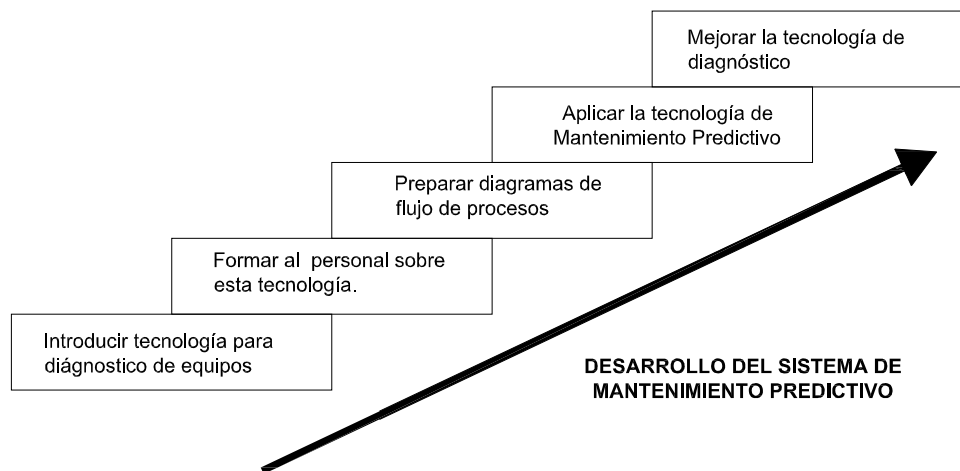 Mejorar la tecnología de
diagnóstico
Aplicar la tecnología de
Mantenimiento Predictivo
Preparar diagramas de
flujo de procesos
Formar al personal sobre
esta tecnología.
Introducir tecnología para
diágnostico de equipos
DESARROLLO DEL SISTEMA DE
MANTENIMIENTO PREDICTIVO